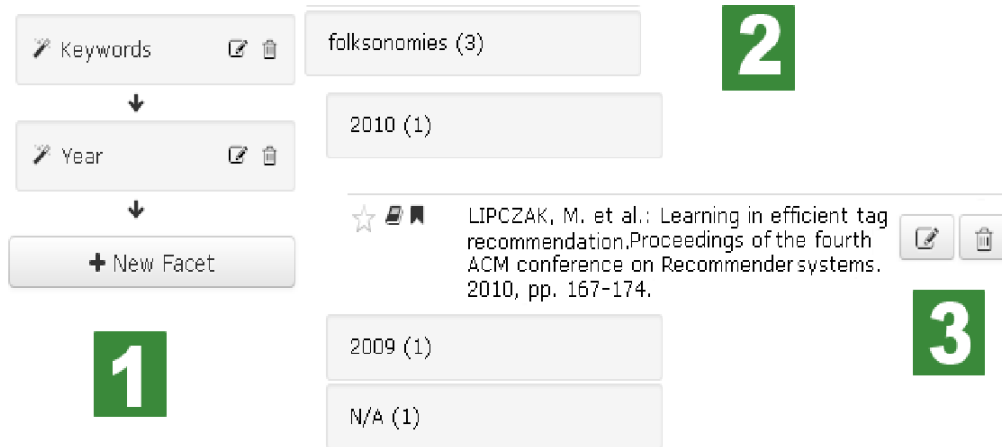 Keywords
Year
+ New Facet
1
folksonomies (3)
2
2010 (1)
LIPCZAK, M. et al.: Learning in efficient tag
recommendation.Proceedings of the fourth
ACM conference on Recommender systems.
2010, pp. 167-174.
3
2009 (1)
N/A (1)